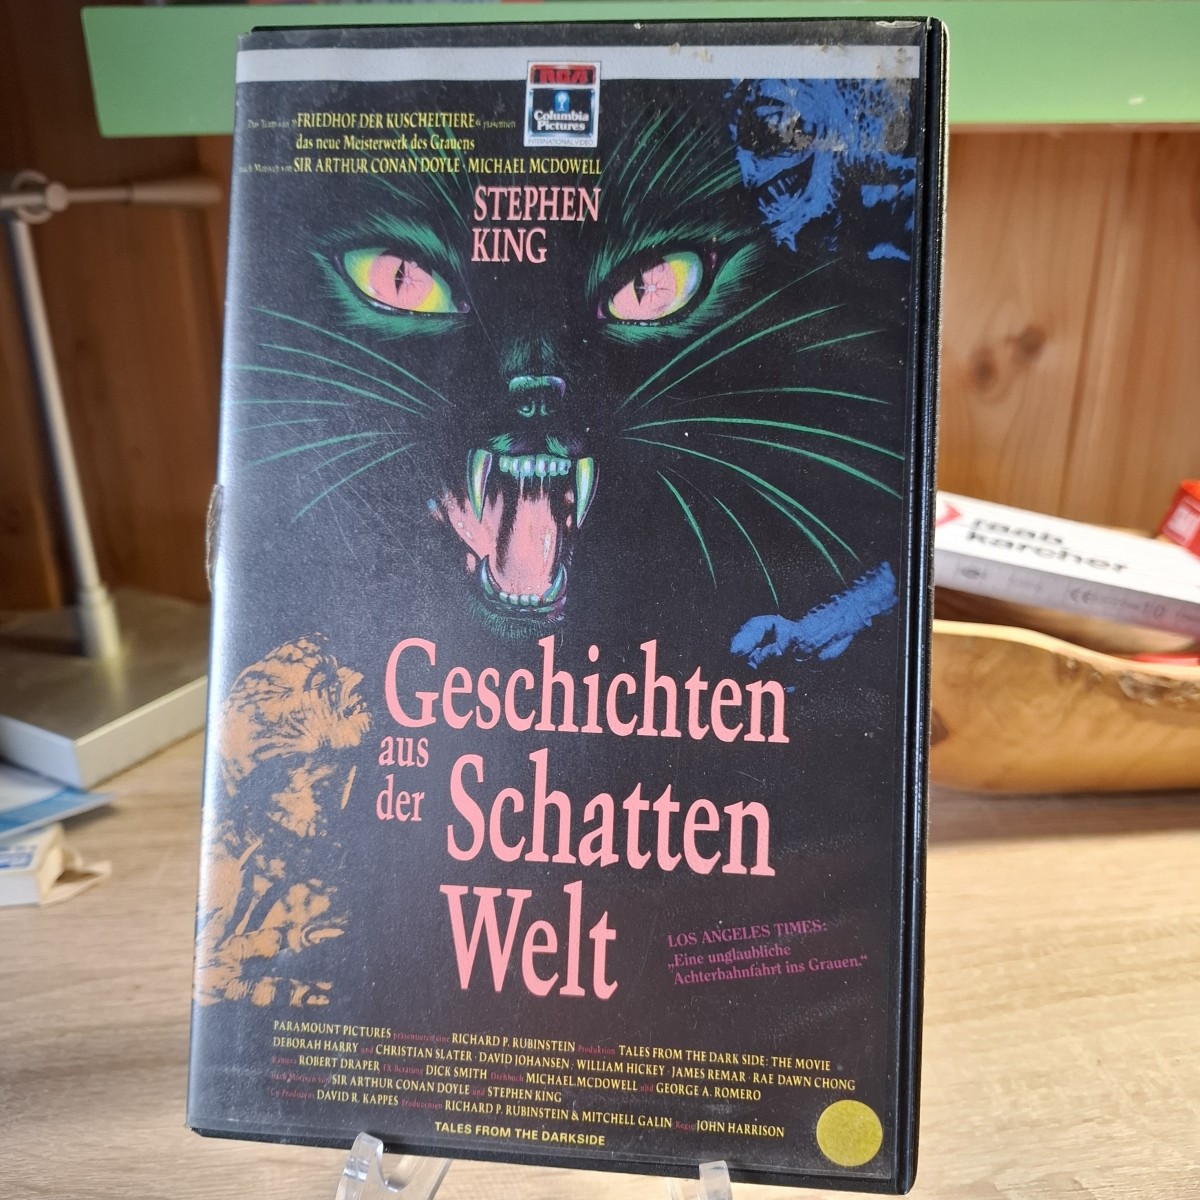 RCA
Columbia
Pictures
INTERNATIONAL VIDEO
Das Team von »FRIEDHOF DER KUSCHELTIERE« präsentiert
das neue Meisterwerk des Grauens
nach Motiven von SIR ARTHUR CONAN DOYLE · MICHAEL MCDOWELL
STEPHEN
KING
GESCHICHTEN
aus
der
SCHATTEN
WELT
LOS ANGELES TIMES:
„Eine unglaubliche
Achterbahnfahrt ins Grauen.“
PARAMOUNT PICTURES präsentieren eine RICHARD P. RUBINSTEIN Produktion TALES FROM THE DARK SIDE: THE MOVIE
DEBORAH HARRY und CHRISTIAN SLATER · DAVID JOHANSEN · WILLIAM HICKEY · JAMES REMAR · RAE DAWN CHONG
Kamera ROBERT DRAPER FX Beratung DICK SMITH Drehbuch MICHAEL MCDOWELL und GEORGE A. ROMERO
nach Motiven von SIR ARTHUR CONAN DOYLE und STEPHEN KING
Co-Produzent DAVID R. KAPPES Produzenten RICHARD P. RUBINSTEIN & MITCHELL GALIN Regie JOHN HARRISON
TALES FROM THE DARKSIDE
raab
karcher
CE